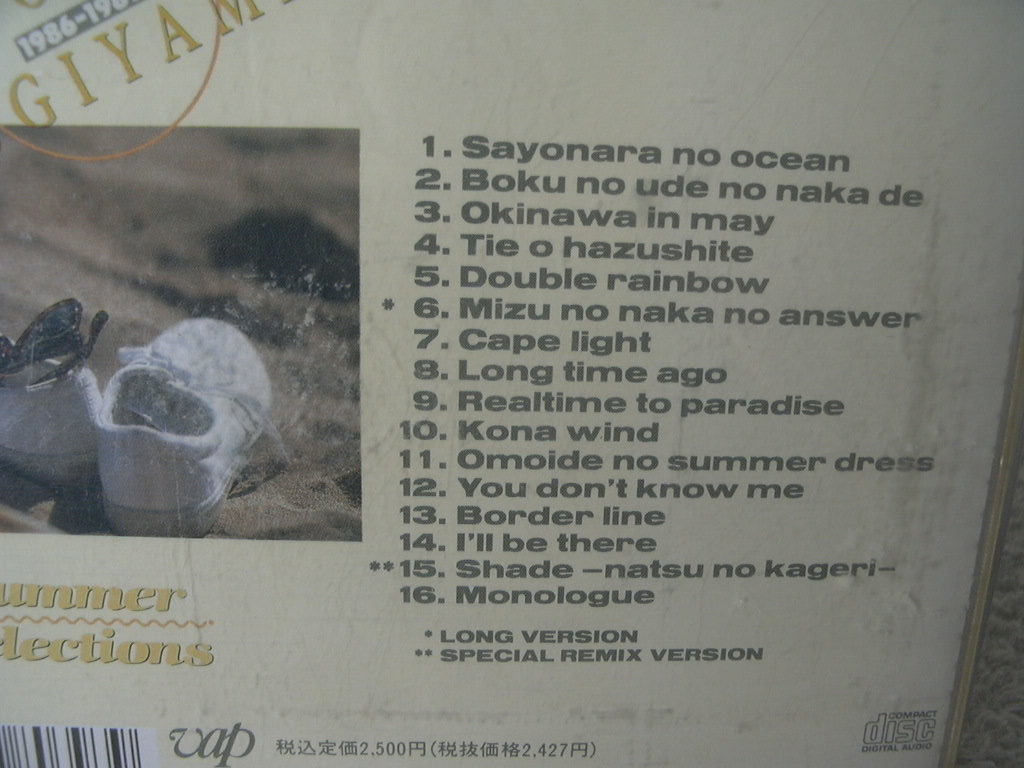 1986-198
GIYAM
1. Sayonara no ocean
2. Boku no ude no naka de
3. Okinawa in may
4. Tie o hazushite
5. Double rainbow
* 6. Mizu no naka no answer
7. Cape light
8. Long time ago
9. Realtime to paradise
10. Kona wind
11. Omoide no summer dress
12. You don't know me
13. Border line
14. I'll be there
**15. Shade –natsu no kageri–
16. Monologue
* LONG VERSION
** SPECIAL REMIX VERSION
ummer
lections
vap 税込定価2,500円(税抜価格2,427円)
COMPACT
disc
DIGITAL AUDIO